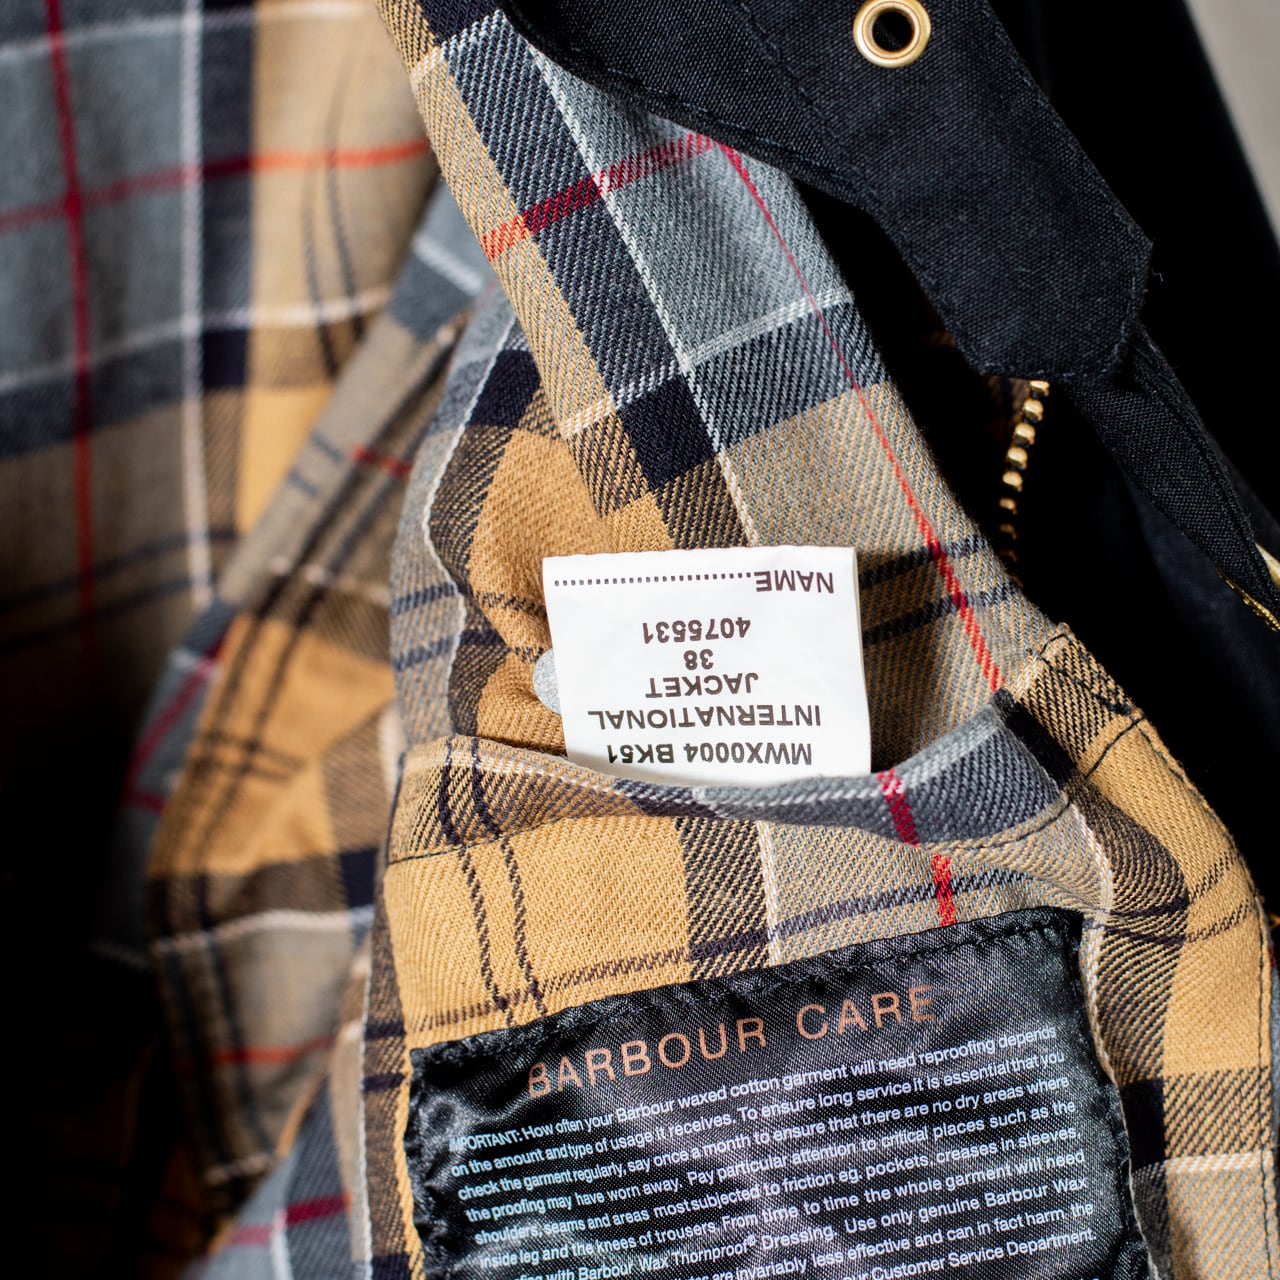 MWX0004 BK51
INTERNATIONAL
JACKET
38
4075531
NAME
BARBOUR CARE
IMPORTANT: How often your Barbour waxed cotton garment will need reproofing depends
on the amount and type of usage it receives. To ensure long service it is essential that you
check the garment regularly, say once a month to ensure that there are no dry areas where
the proofing may have worn away. Pay particular attention to critical places such as the
shoulders, seams and areas most subjected to friction eg. pockets, creases in sleeves,
inside leg and the knees of trousers. From time to time the whole garment will need
with Barbour Wax Thornproof® Dressing. Use only genuine Barbour Wax
are invariably less effective and can in fact harm the
Customer Service Department.